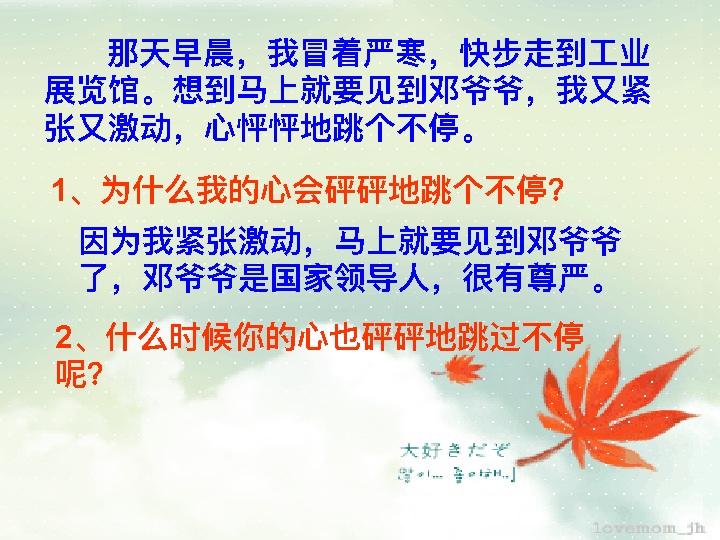 那天早晨，我冒着严寒，快步走到工业
展览馆。想到马上就要见到邓爷爷，我又紧
张又激动，心怦怦地跳个不停。
1、为什么我的心会砰砰地跳个不停?
因为我紧张激动，马上就要见到邓爷爷
了，邓爷爷是国家领导人，很有尊严。
2、什么时候你的心也砰砰地跳过不停
呢?
大好きだぞ
lovemom_jh